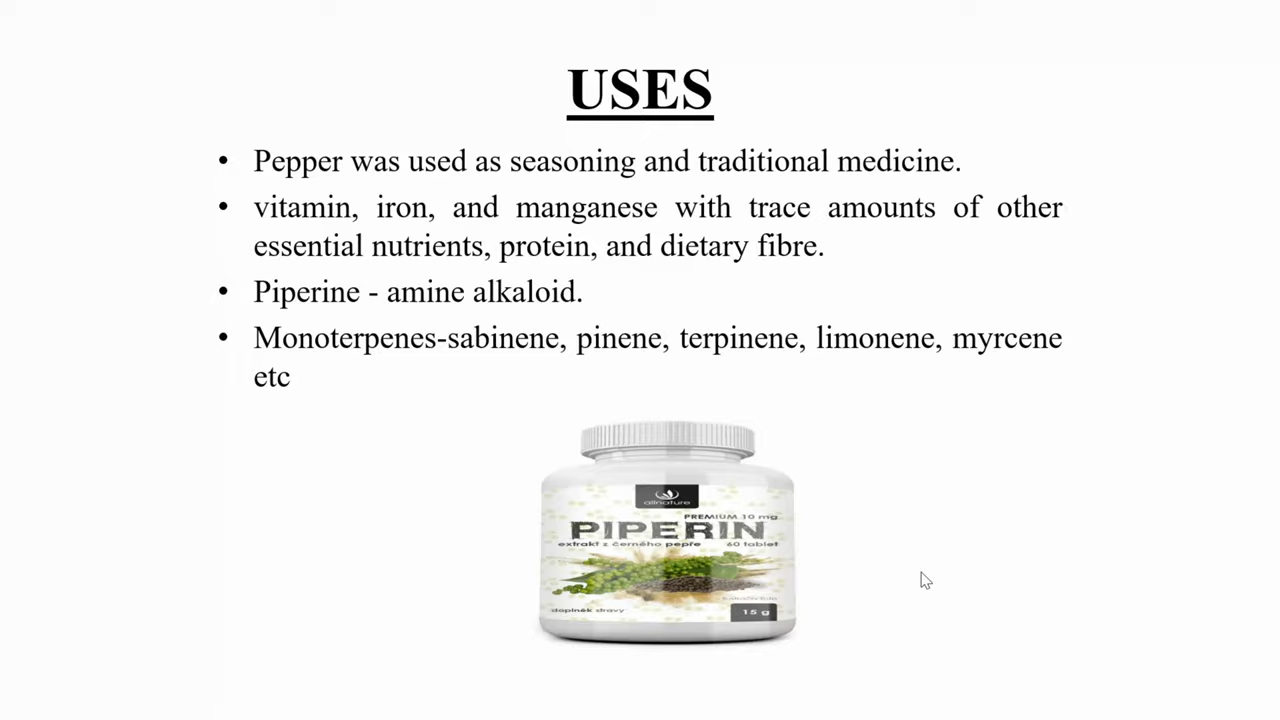 USES
• Pepper was used as seasoning and traditional medicine.
• vitamin, iron, and manganese with trace amounts of other
essential nutrients, protein, and dietary fibre.
• Piperine - amine alkaloid.
• Monoterpenes-sabinene, pinene, terpinene, limonene, myrcene
etc
allnature
PREMIUM 10 mg
PIPERIN
extrakt z černého pepře 60 tablet
doplněk stravy
15 g